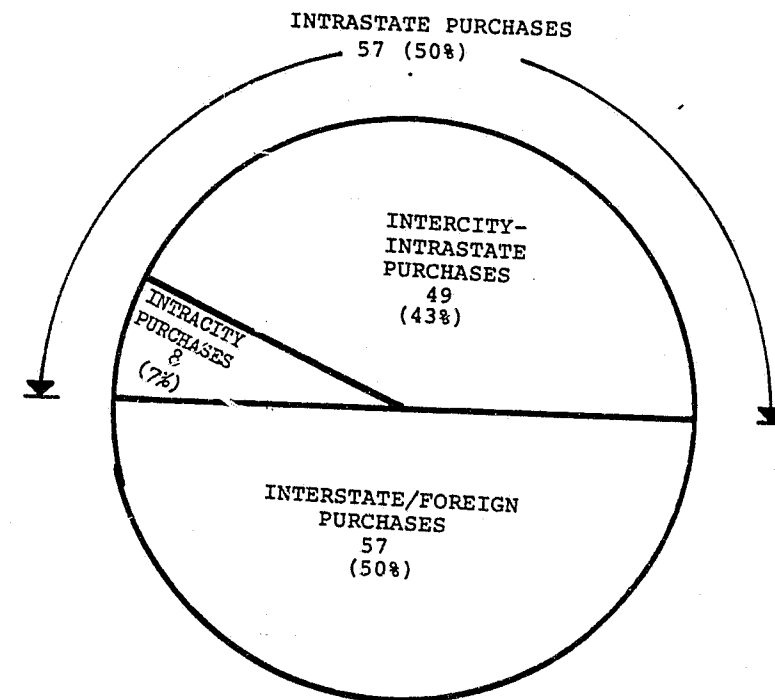 INTRASTATE PURCHASES
57 (50%)
INTERCITY-
INTRASTATE
PURCHASES
49
(43%)
INTRACITY
PURCHASES
8
(7%)
INTERSTATE/FOREIGN
PURCHASES
57
(50%)